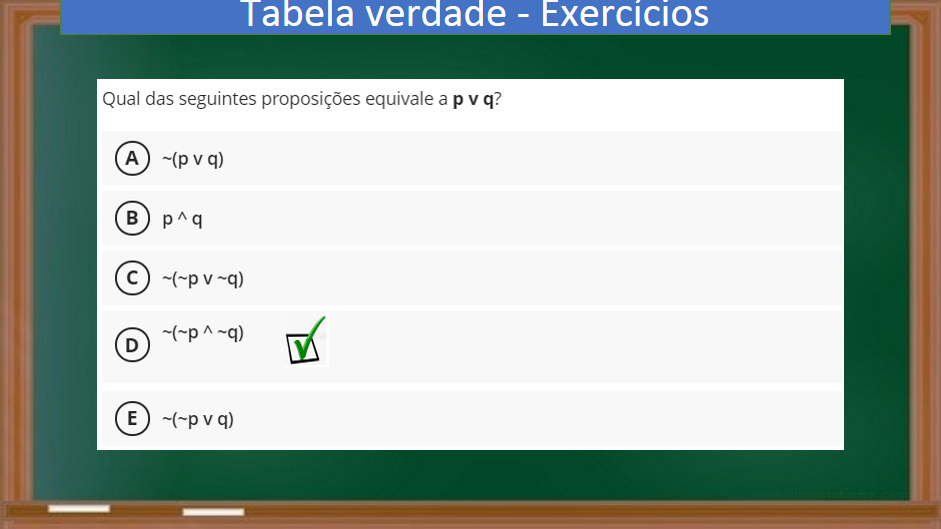 Tabela verdade - Exercícios
Qual das seguintes proposições equivale a p v q?
A ~(p v q)
B p ^ q
C ~(~p v ~q)
D ~(~p ^ ~q)
E ~(~p v q)